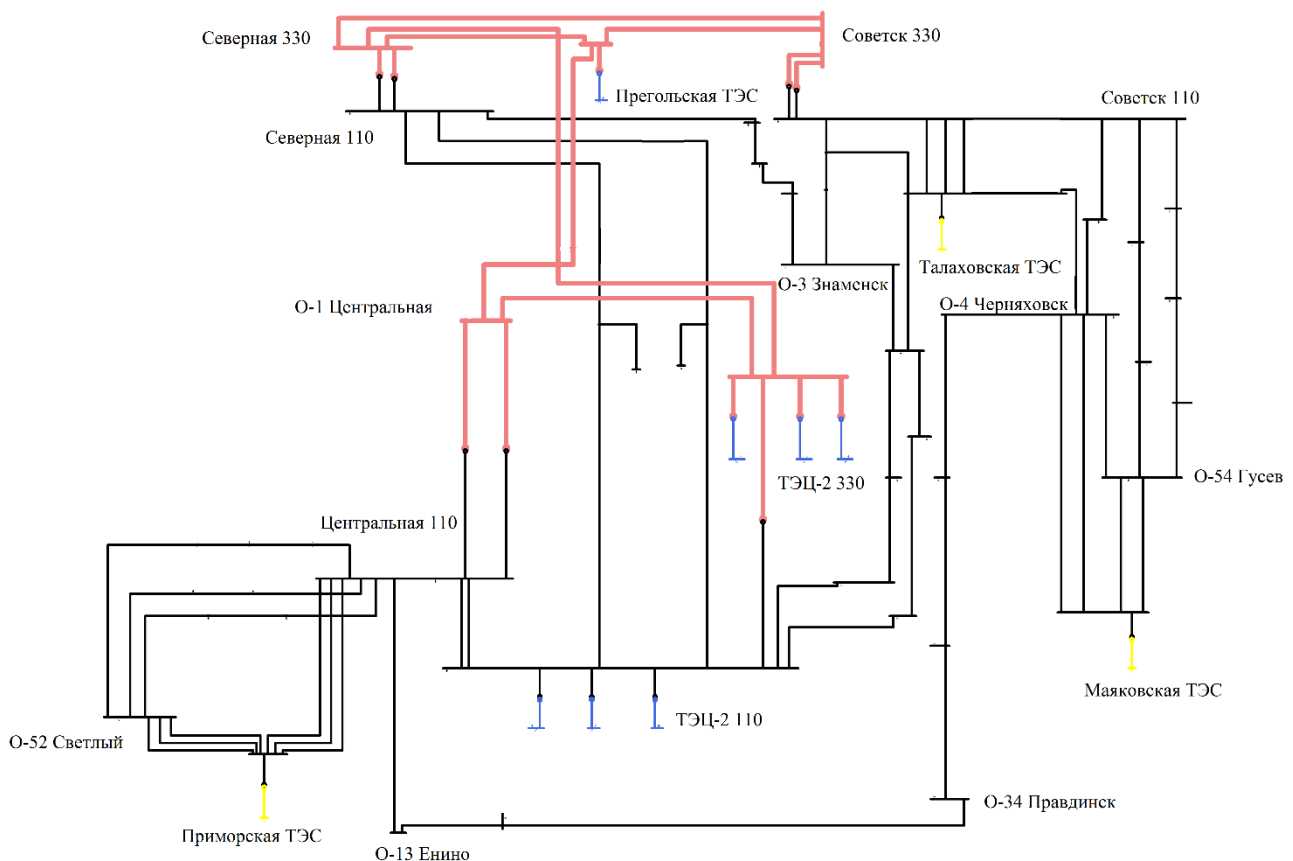 Северная 330
Советск 330
Прегольская ТЭС
Советск 110
Северная 110
Талаховская ТЭС
О-3 Знаменск
О-1 Центральная
О-4 Черняховск
ТЭЦ-2 330
О-54 Гусев
Центральная 110
Маяковская ТЭС
ТЭЦ-2 110
О-52 Светлый
О-34 Правдинск
Приморская ТЭС
О-13 Енино